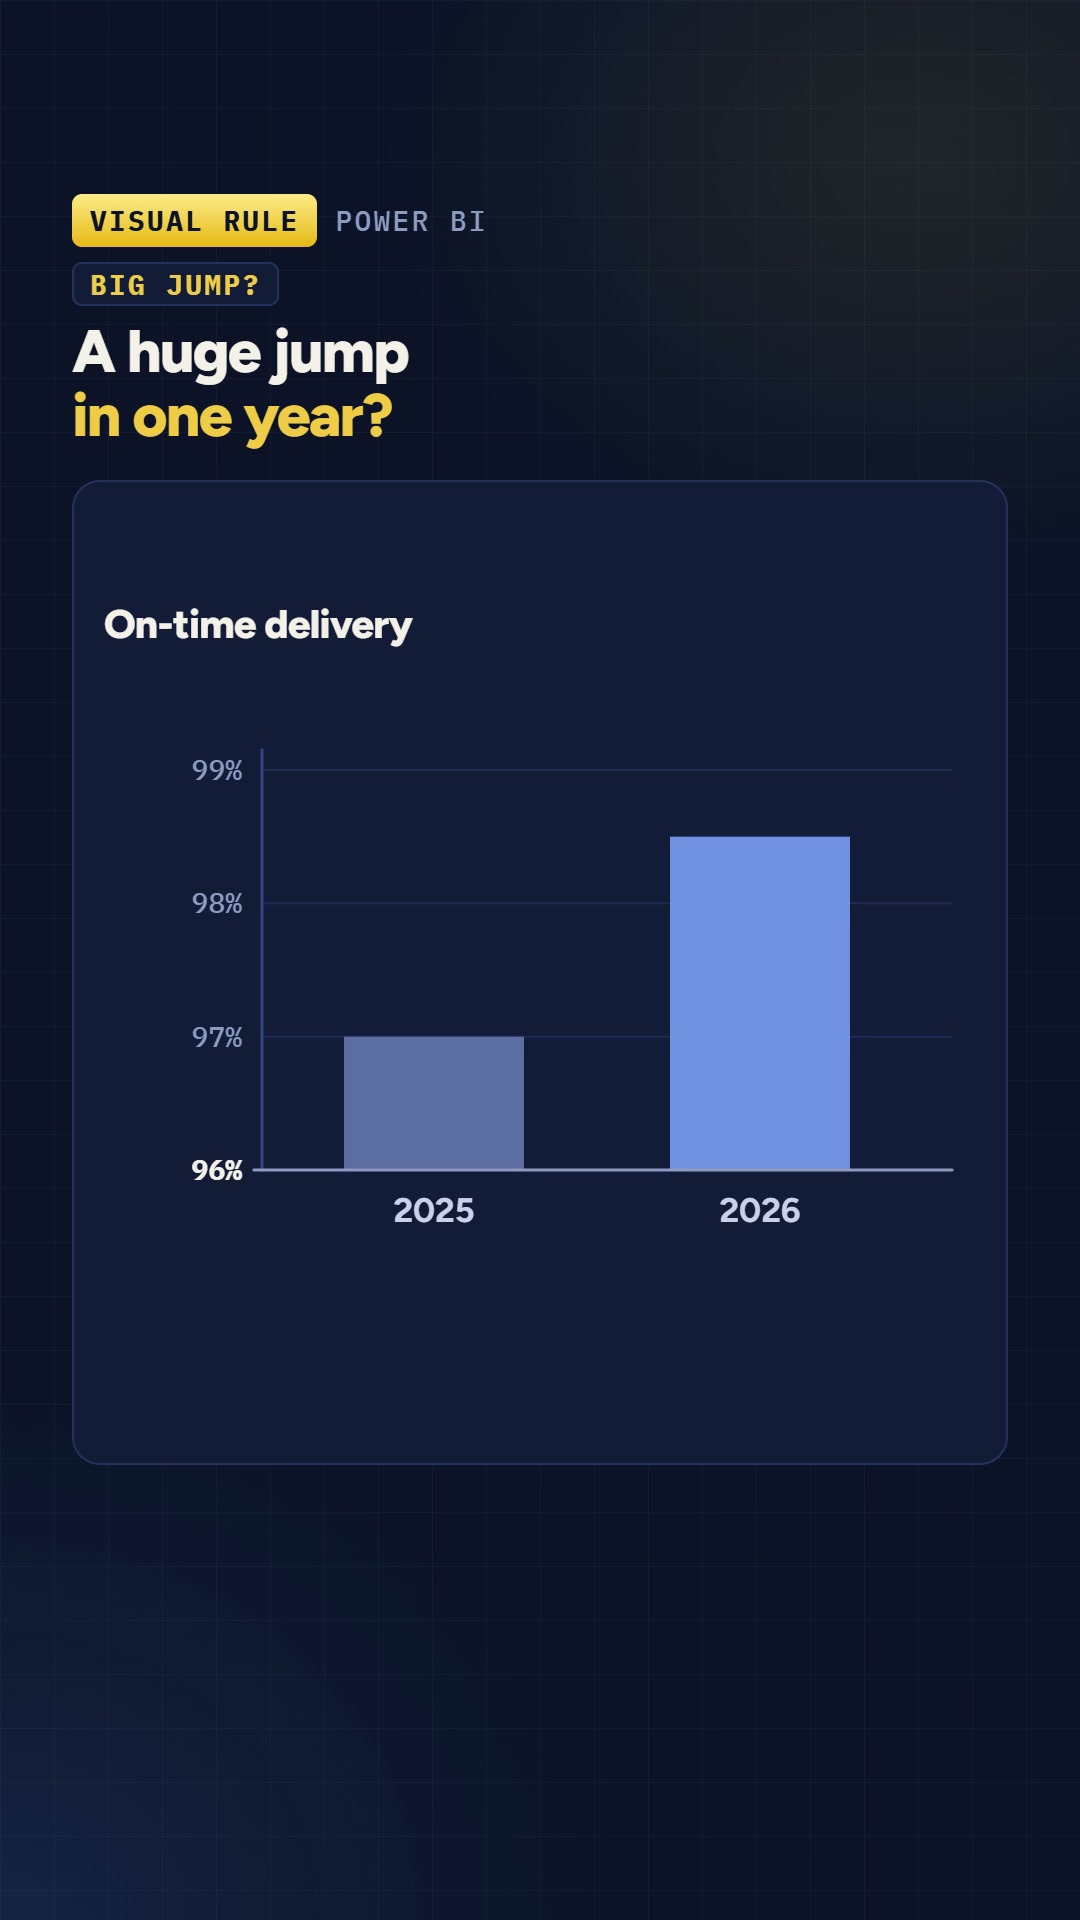 VISUAL RULE POWER BI
BIG JUMP?
A huge jump
in one year?
On-time delivery
99%
98%
97%
96%
2025 2026